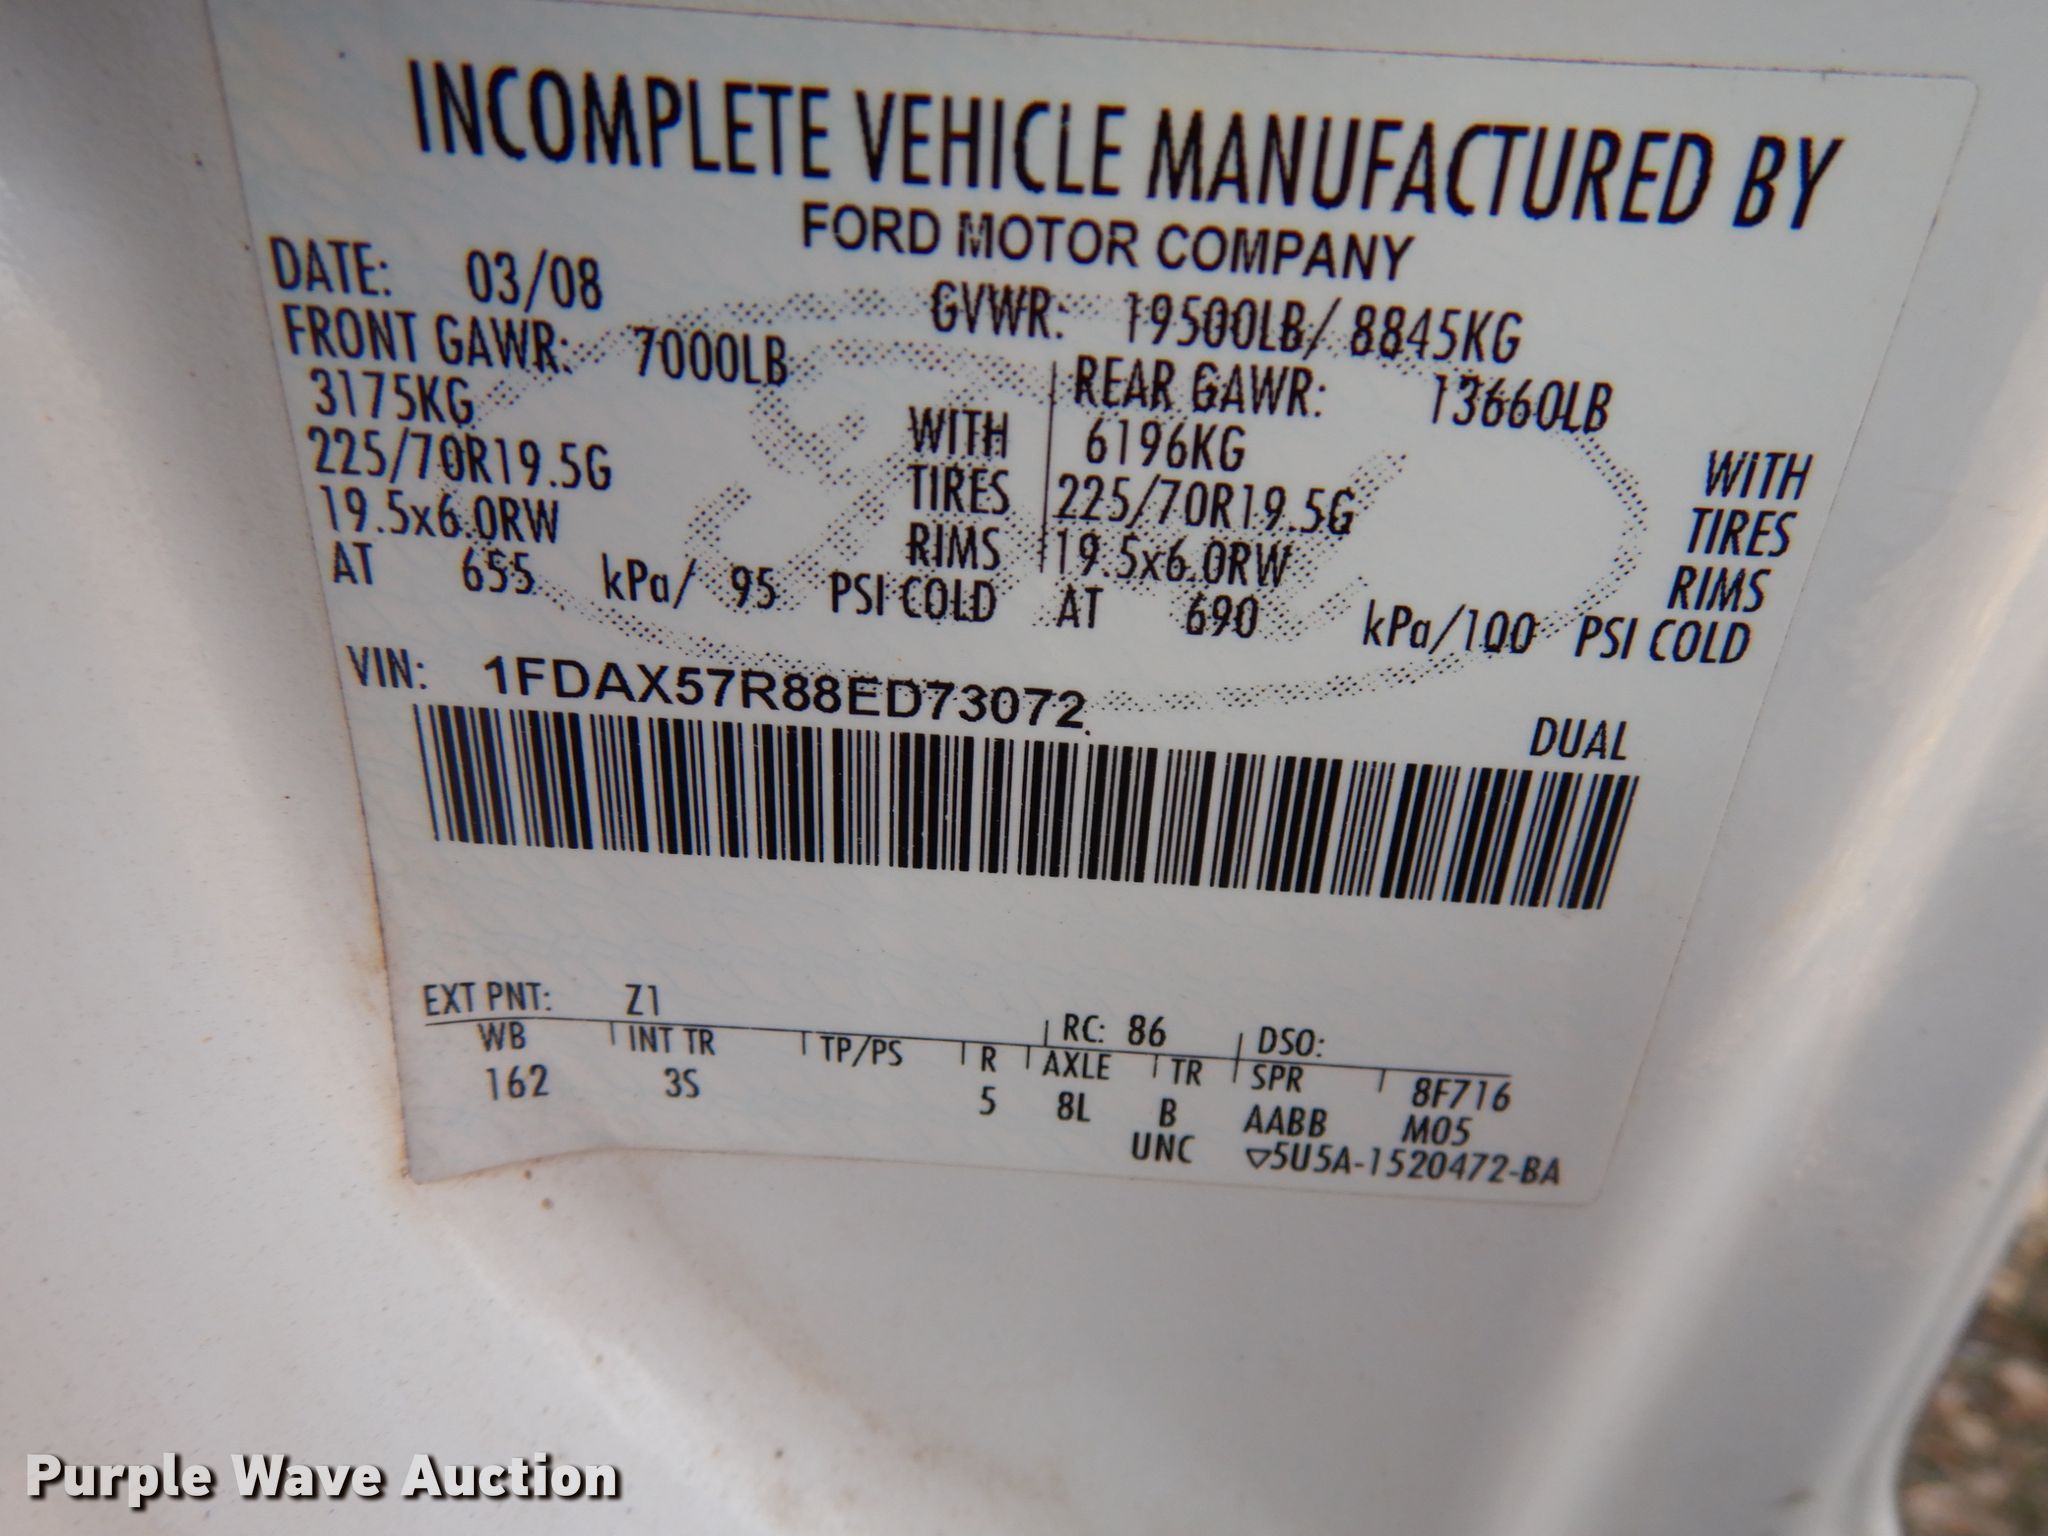 INCOMPLETE VEHICLE MANUFACTURED BY
FORD MOTOR COMPANY
DATE: 03/08 GVWR: 19500LB/ 8845KG
FRONT GAWR: 7000LB REAR GAWR: 13660LB
3175KG WITH 6196KG WITH
225/70R19.5G TIRES 225/70R19.5G TIRES
19.5x6.0RW RIMS 19.5x6.0RW RIMS
AT 655 kPa/ 95 PSI COLD AT 690 kPa/100 PSI COLD
VIN: 1FDAX57R88ED73072
DUAL
EXT PNT: Z1 RC: 86 DSO:
WB INT TR TP/PS R AXLE TR SPR 8F716
162 3S 5 8L B AABB M05
UNC ▽5U5A-1520472-BA
Purple Wave Auction